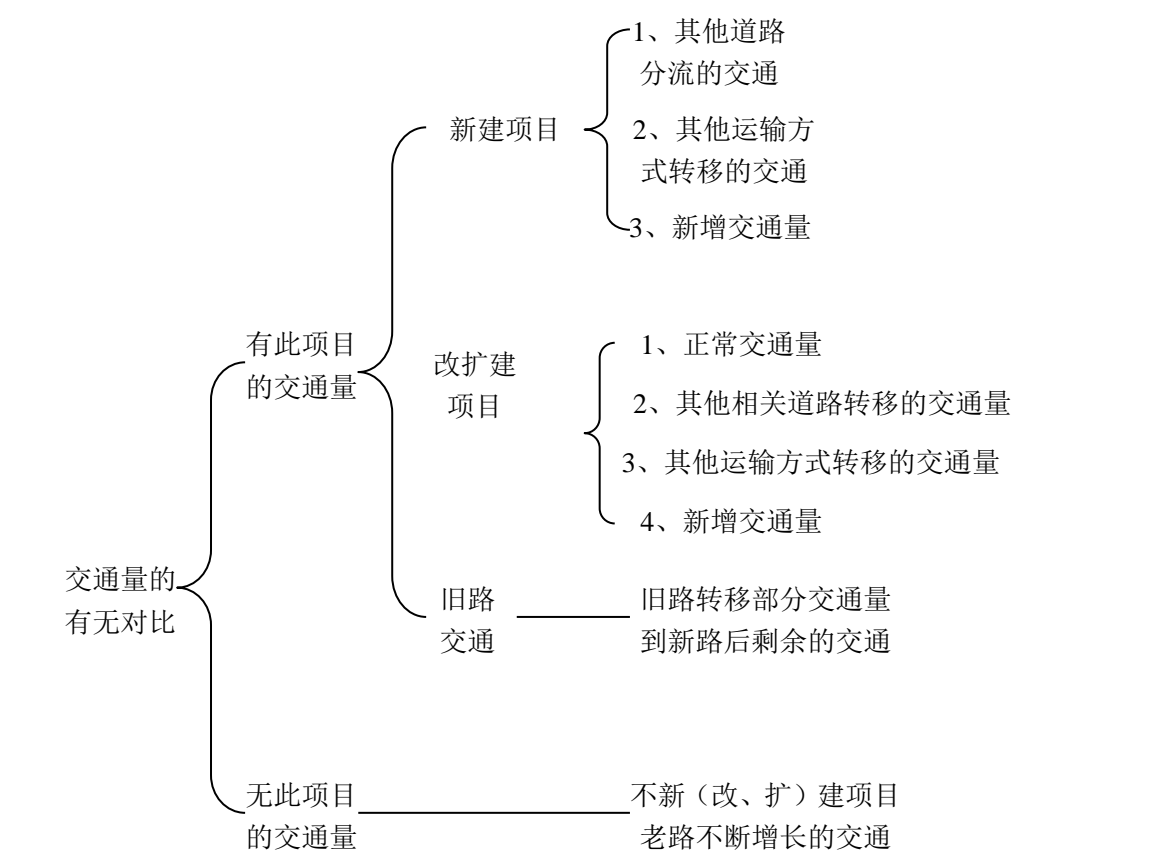 1、其他道路
分流的交通
新建项目
2、其他运输方
式转移的交通
3、新增交通量
有此项目
的交通量
改扩建
项目
1、正常交通量
2、其他相关道路转移的交通量
3、其他运输方式转移的交通量
4、新增交通量
交通量的
有无对比
旧路
交通
旧路转移部分交通量
到新路后剩余的交通
无此项目
的交通量
不新（改、扩）建项目
老路不断增长的交通